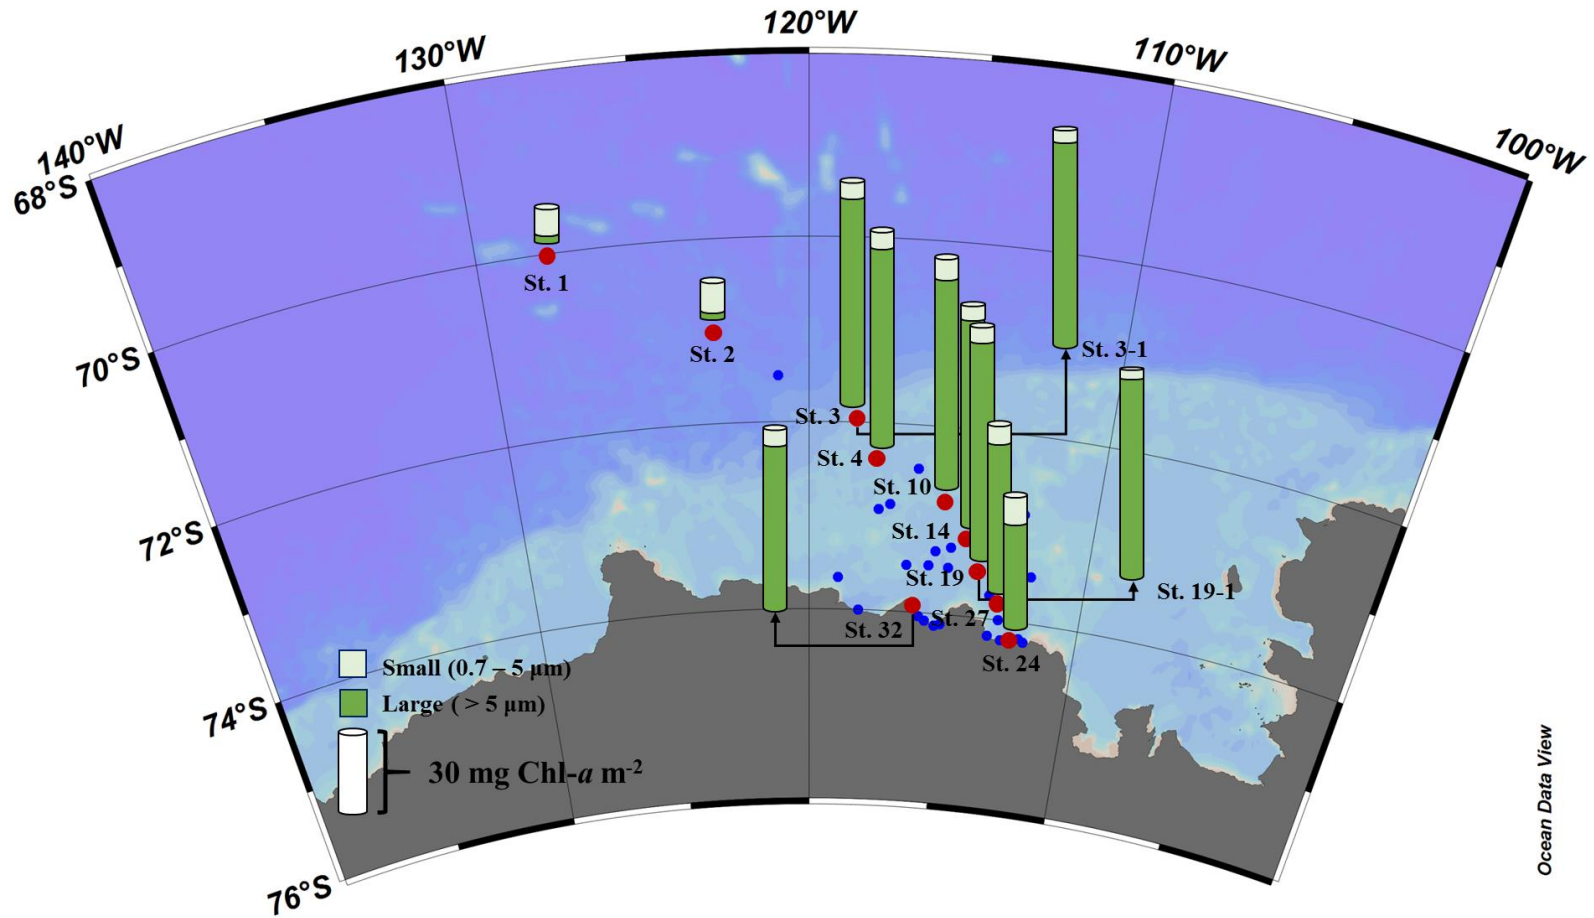 120°W
130°W
110°W
140°W
100°W
68°S
St. 1
St. 2
St. 3-1
70°S
St. 3
St. 4
St. 10
72°S
St. 14
St. 19
St. 19-1
St. 27
St. 32
St. 24
Small (0.7 – 5 μm)
Large ( > 5 μm)
74°S
30 mg Chl-a m-2
76°S
Ocean Data View